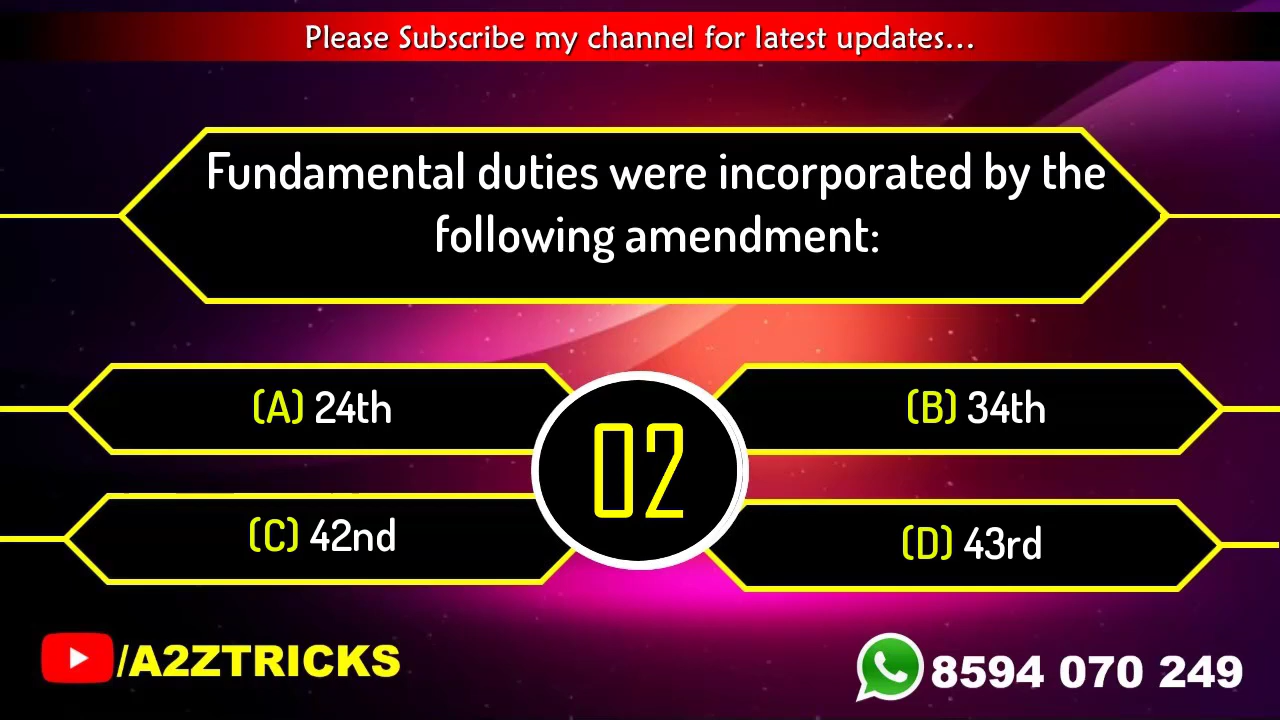 Please Subscribe my channel for latest updates...
Fundamental duties were incorporated by the
following amendment:
(A) 24th
(B) 34th
02
(C) 42nd
(D) 43rd
/A2ZTRICKS
8594 070 249